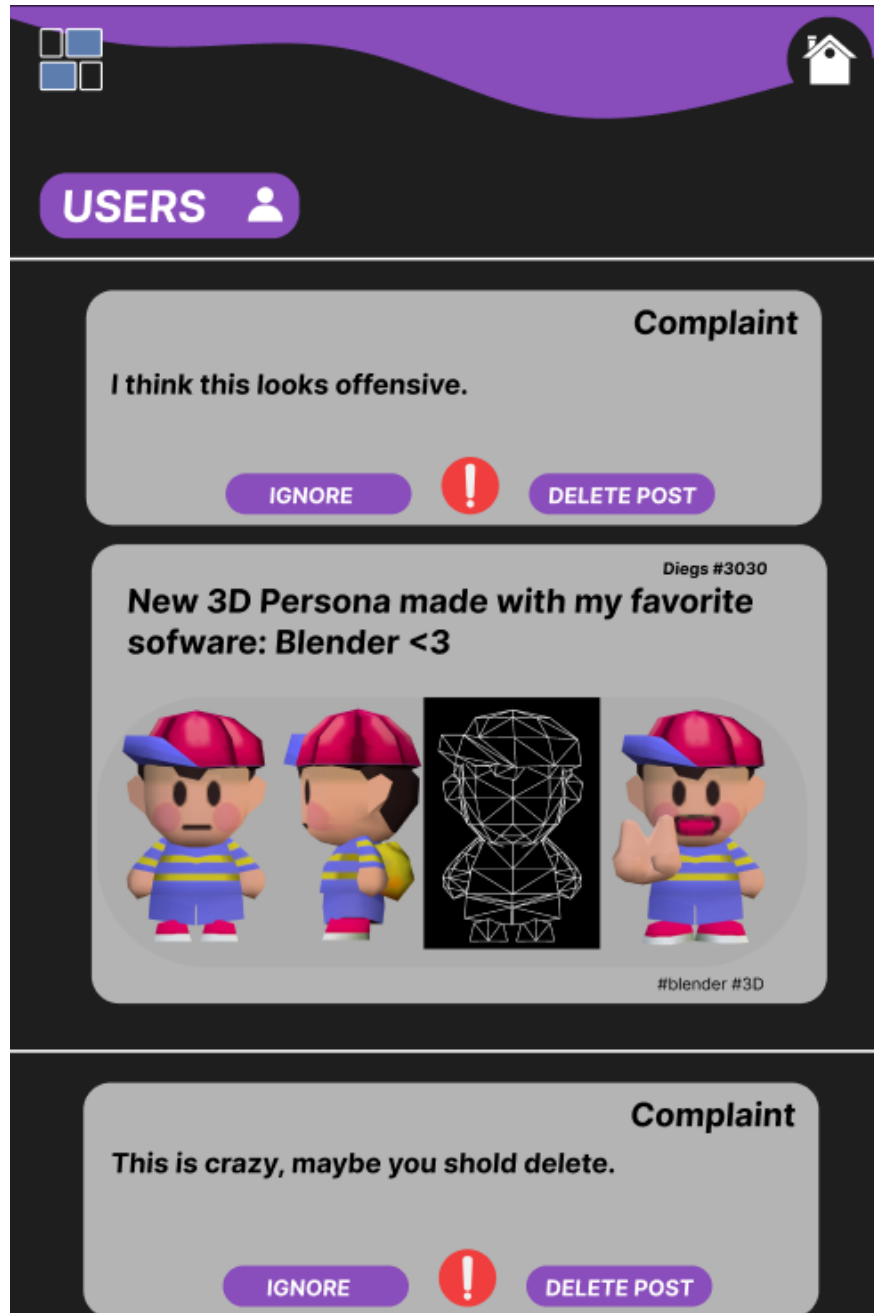 USERS
Complaint
I think this looks offensive.
IGNORE
DELETE POST
Diegs #3030
New 3D Persona made with my favorite
sofware: Blender <3
#blender #3D
Complaint
This is crazy, maybe you shold delete.
IGNORE
DELETE POST